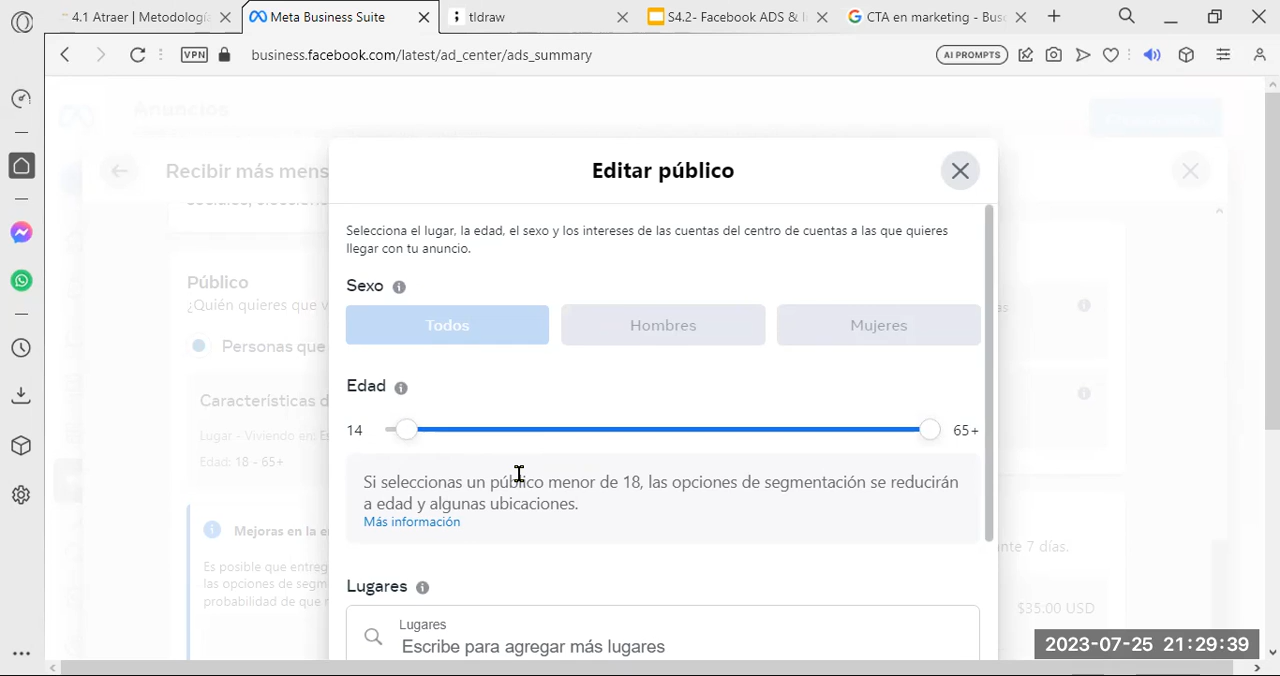 4.1 Atraer | Metodología
Meta Business Suite
tldraw
S4.2- Facebook ADS & I
CTA en marketing - Bus
VPN
business.facebook.com/latest/ad_center/ads_summary
AI PROMPTS
Anuncios
Recibir más mens
Editar público
Selecciona el lugar, la edad, el sexo y los intereses de las cuentas del centro de cuentas a las que quieres
llegar con tu anuncio.
Público
¿Quién quieres que v
Sexo
Todos
Hombres
Mujeres
Personas que
Edad
Características d
14
65+
Lugar - Viviendo en: Es
Edad: 18 - 65+
Si seleccionas un público menor de 18, las opciones de segmentación se reducirán
a edad y algunas ubicaciones.
Más información
Mejoras en la e
Es posible que entreg
las opciones de segm
probabilidad de que r
nte 7 días.
Lugares
$35.00 USD
Lugares
Escribe para agregar más lugares
2023-07-25 21:29:39